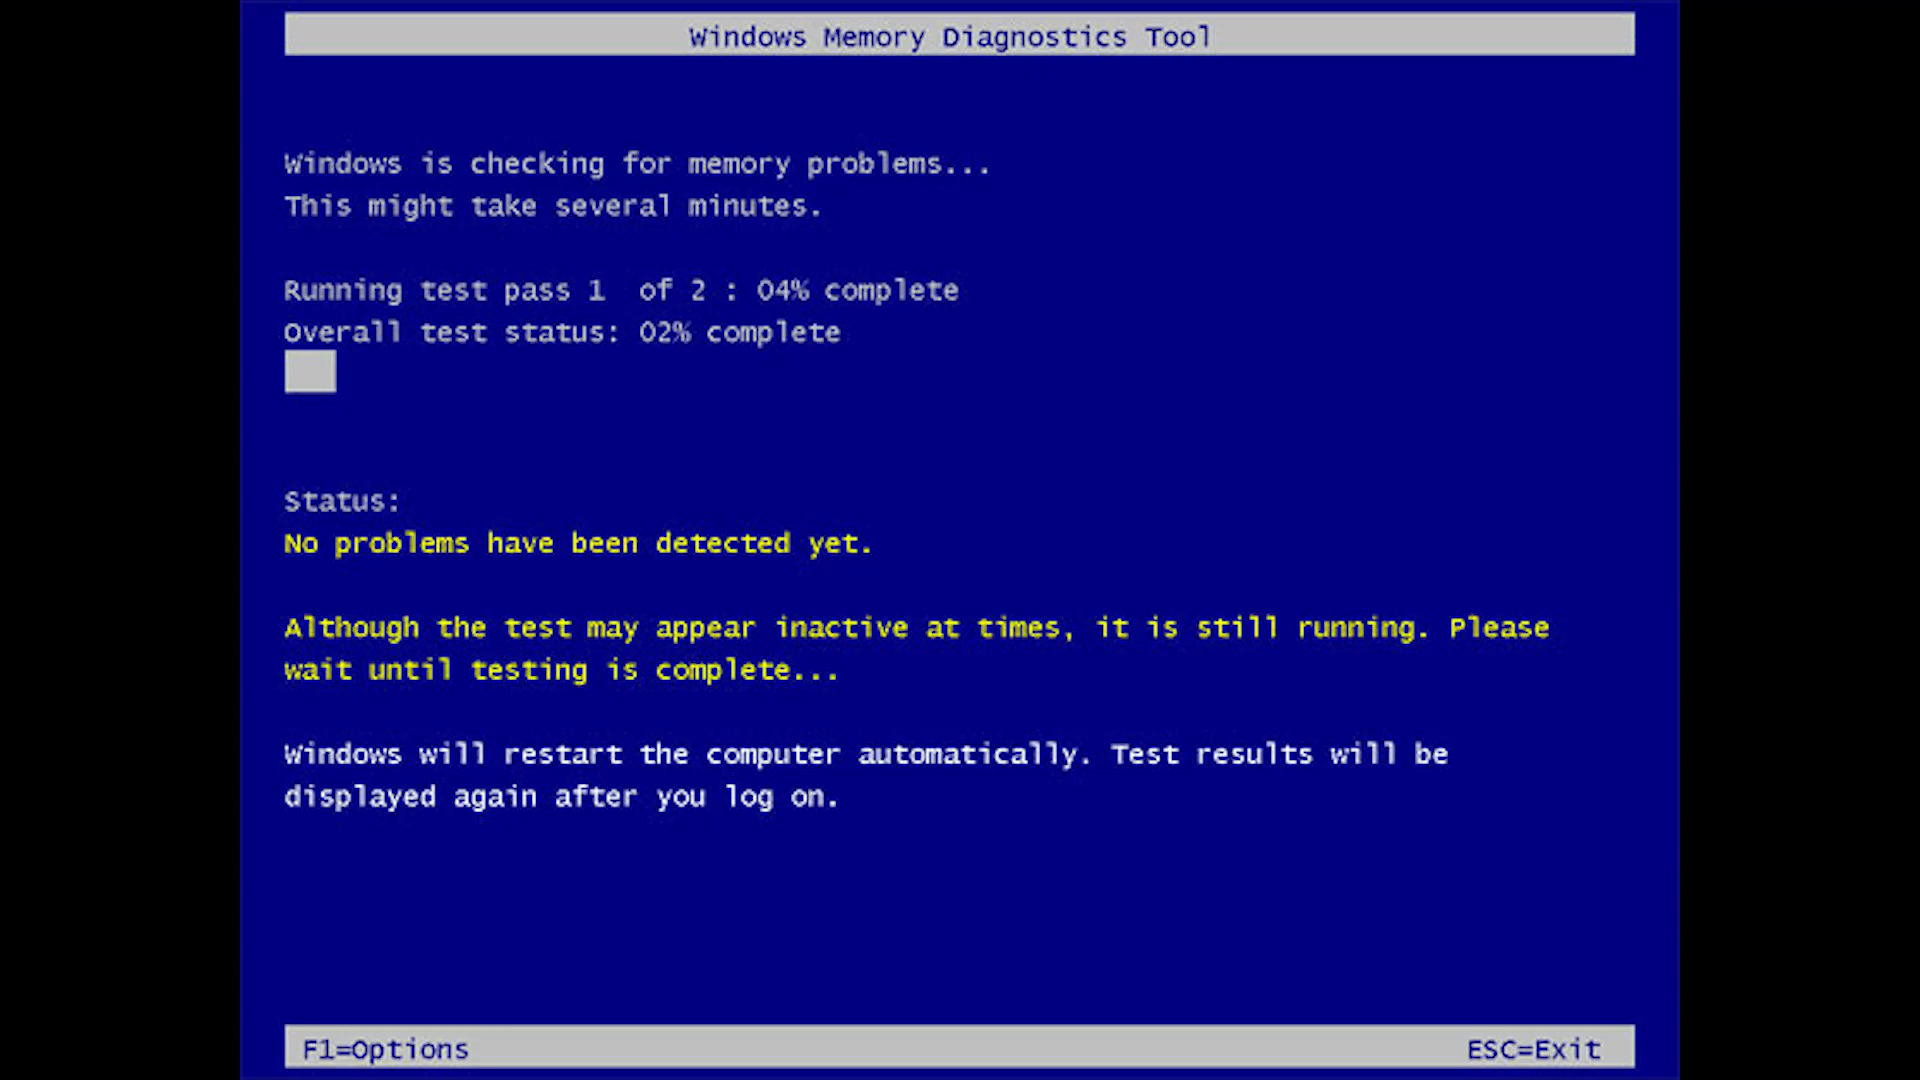 Windows Memory Diagnostics Tool
Windows is checking for memory problems...
This might take several minutes.
Running test pass 1  of 2 : 04% complete
Overall test status: 02% complete
Status:
No problems have been detected yet.
Although the test may appear inactive at times, it is still running. Please
wait until testing is complete...
Windows will restart the computer automatically. Test results will be
displayed again after you log on.
F1=Options ESC=Exit